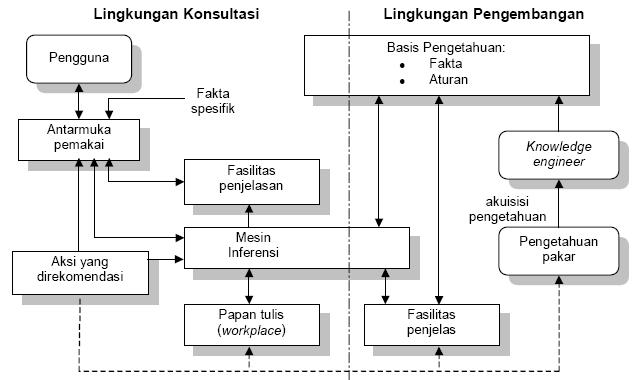 Lingkungan Konsultasi
Lingkungan Pengembangan
Pengguna
Basis Pengetahuan:
• Fakta
• Aturan
Fakta
spesifik
Antarmuka
pemakai
Knowledge
engineer
Fasilitas
penjelasan
akuisisi
pengetahuan
Mesin
Inferensi
Pengetahuan
pakar
Aksi yang
direkomendasi
Papan tulis
(workplace)
Fasilitas
penjelas